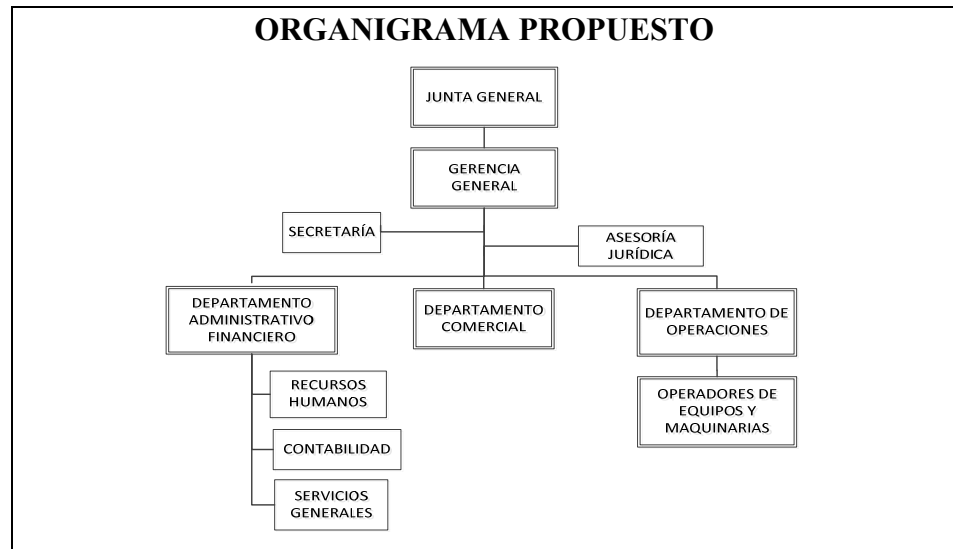 ORGANIGRAMA PROPUESTO
JUNTA GENERAL
GERENCIA
GENERAL
SECRETARÍA
ASESORÍA
JURÍDICA
DEPARTAMENTO
ADMINISTRATIVO
FINANCIERO
DEPARTAMENTO
COMERCIAL
DEPARTAMENTO DE
OPERACIONES
RECURSOS
HUMANOS
CONTABILIDAD
SERVICIOS
GENERALES
OPERADORES DE
EQUIPOS Y
MAQUINARIAS